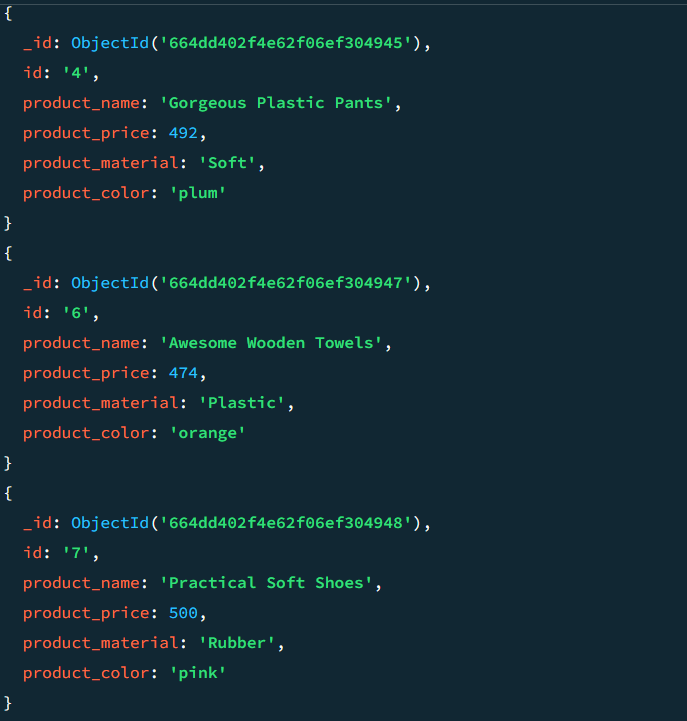 {
  _id: ObjectId('664dd402f4e62f06ef304945'),
  id: '4',
  product_name: 'Gorgeous Plastic Pants',
  product_price: 492,
  product_material: 'Soft',
  product_color: 'plum'
}
{
  _id: ObjectId('664dd402f4e62f06ef304947'),
  id: '6',
  product_name: 'Awesome Wooden Towels',
  product_price: 474,
  product_material: 'Plastic',
  product_color: 'orange'
}
{
  _id: ObjectId('664dd402f4e62f06ef304948'),
  id: '7',
  product_name: 'Practical Soft Shoes',
  product_price: 500,
  product_material: 'Rubber',
  product_color: 'pink'
}